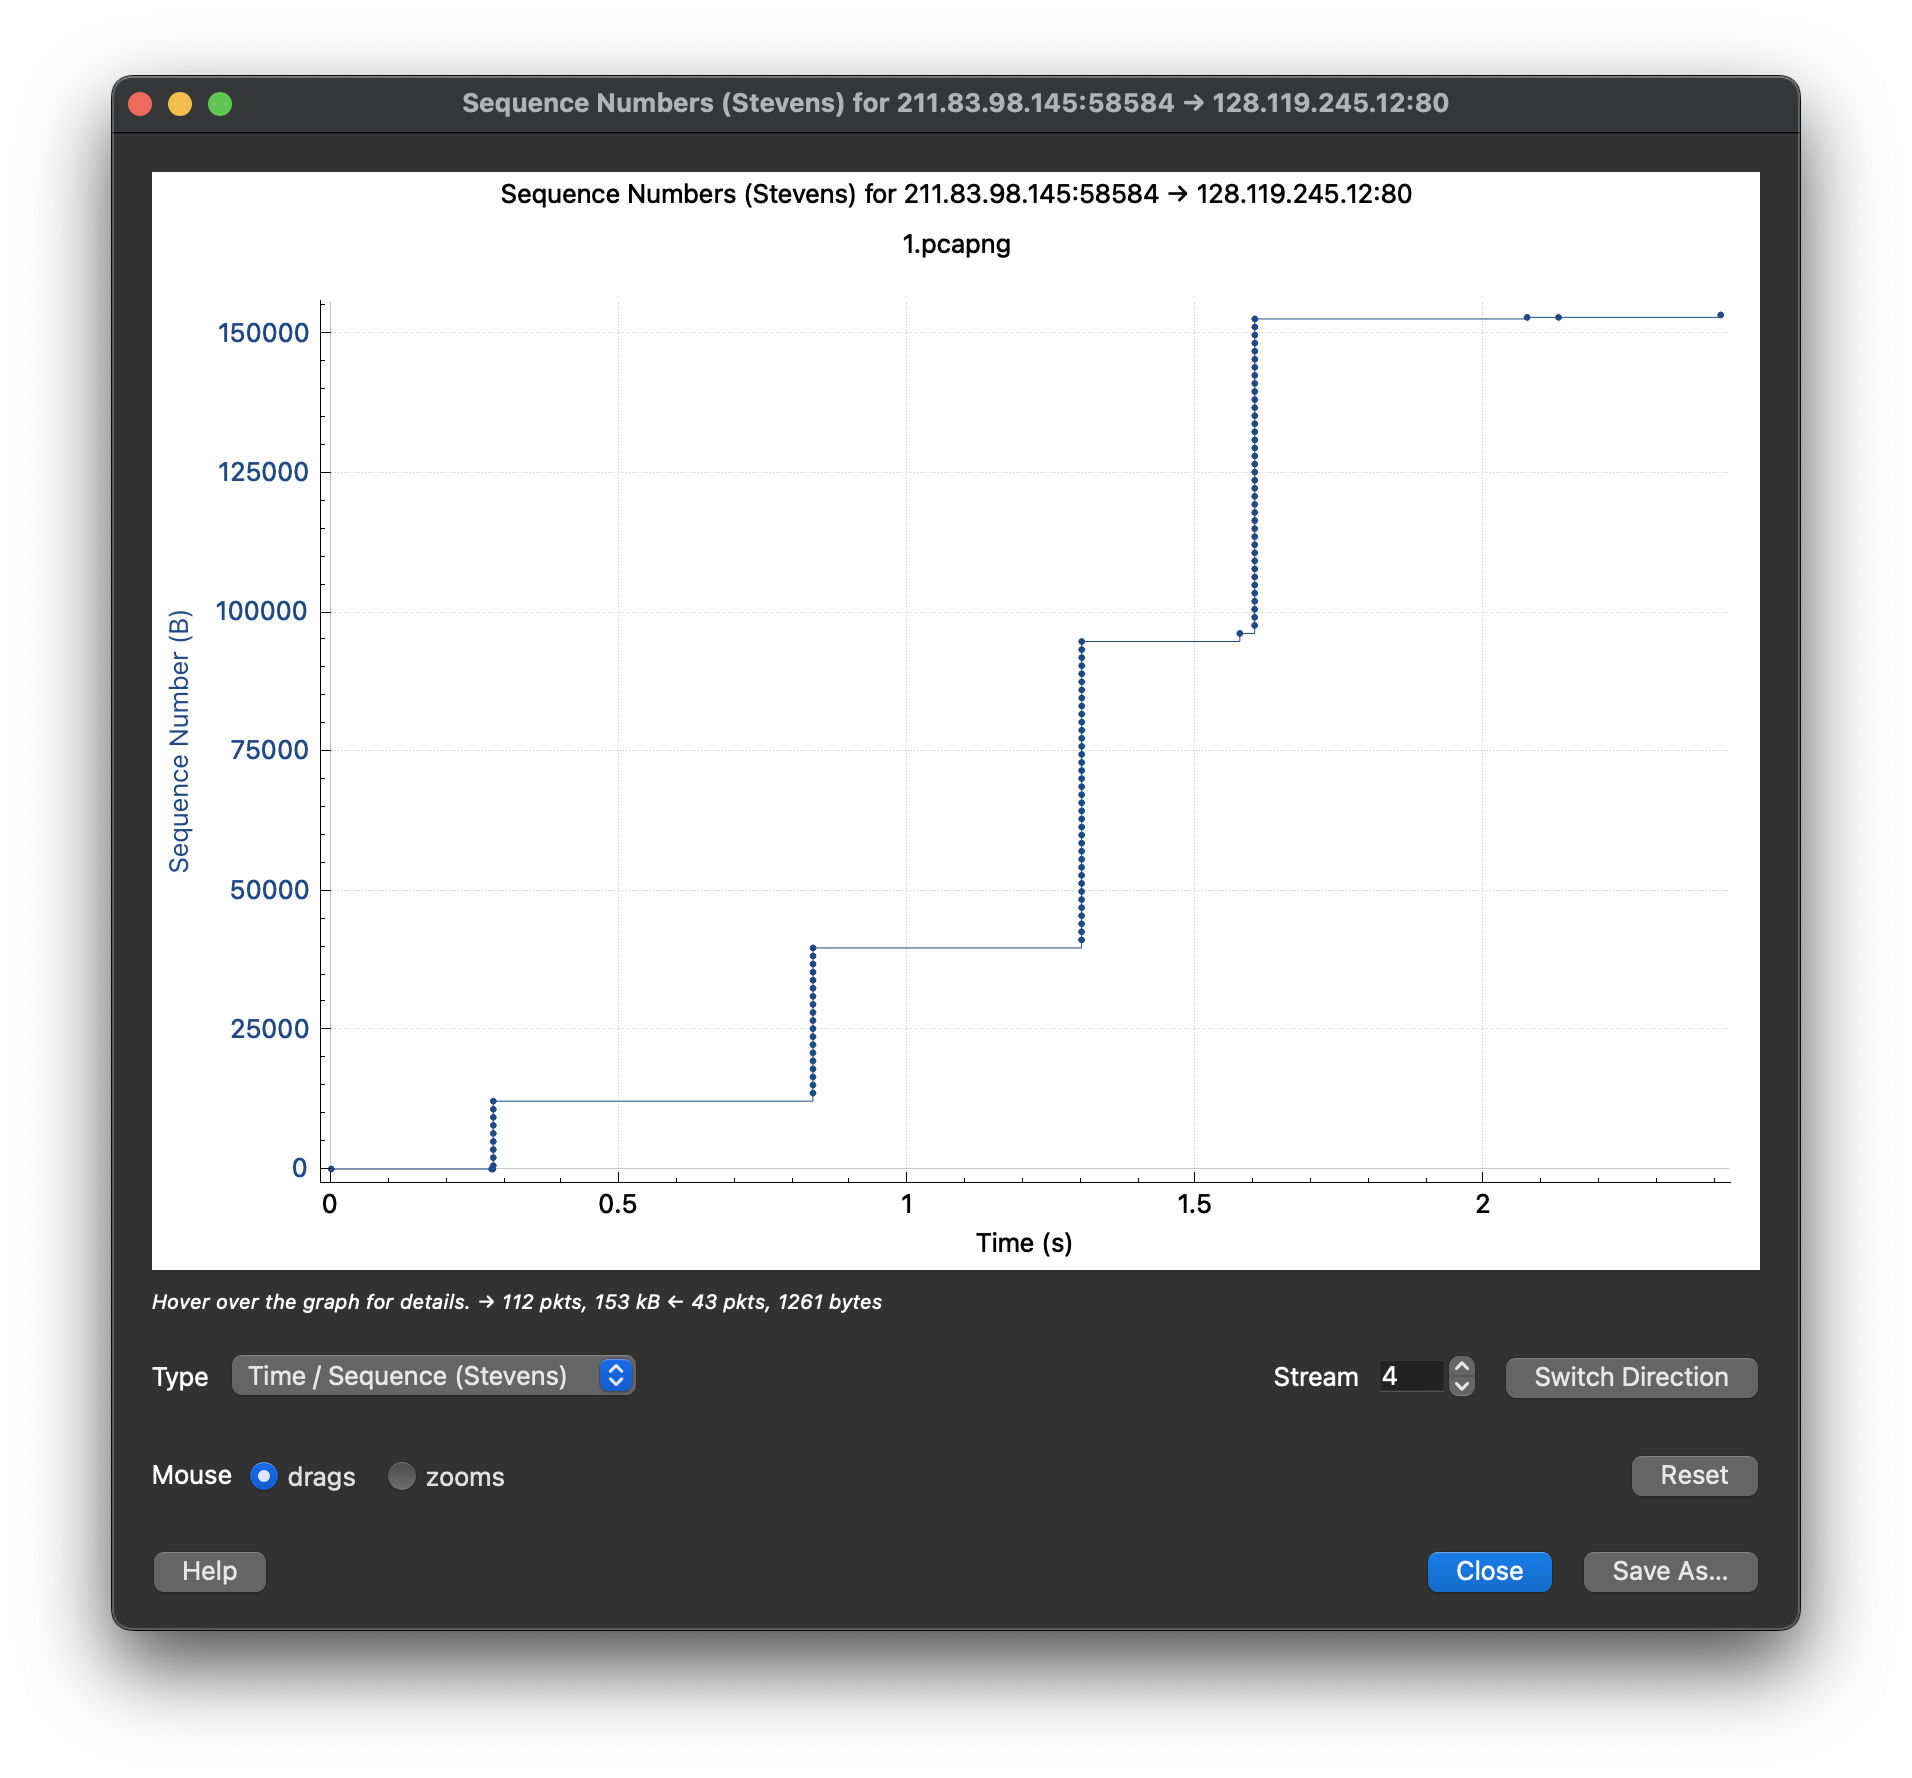 Sequence Numbers (Stevens) for 211.83.98.145:58584 → 128.119.245.12:80
Sequence Numbers (Stevens) for 211.83.98.145:58584 → 128.119.245.12:80
1.pcapng
150000
125000
100000
75000
50000
25000
0
Sequence Number (B)
0 0.5 1 1.5 2
Time (s)
Hover over the graph for details. → 112 pkts, 153 kB ← 43 pkts, 1261 bytes
Type Time / Sequence (Stevens) Stream 4 Switch Direction
Mouse drags zooms Reset
Help Close Save As...